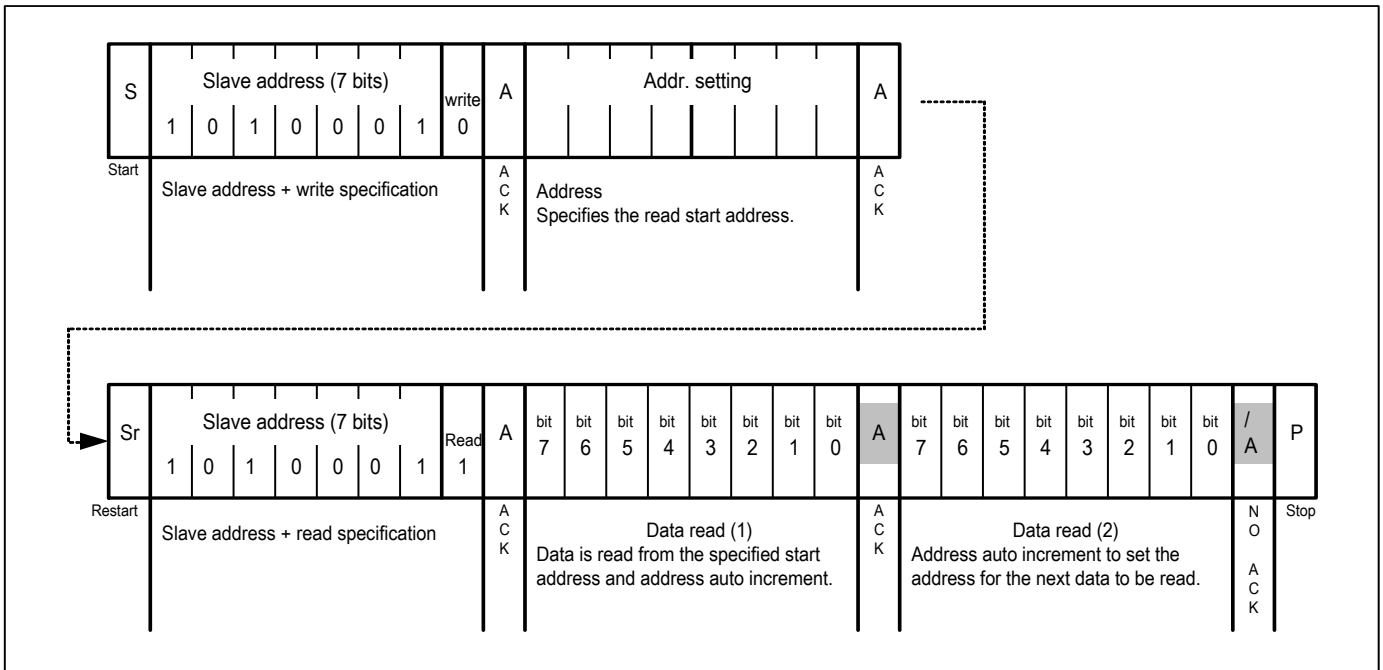 S
Slave address (7 bits)
write
A
Addr. setting
A
1 0 1 0 0 0 1 0
Start
Slave address + write specification
A
C
K
Address
Specifies the read start address.
A
C
K
Sr
Slave address (7 bits)
Read
A
bit bit bit bit bit bit bit bit
7 6 5 4 3 2 1 0
A
bit bit bit bit bit bit bit bit
7 6 5 4 3 2 1 0
/
A
P
1 0 1 0 0 0 1 1
Restart
Slave address + read specification
A
C
K
Data read (1)
Data is read from the specified start
address and address auto increment.
A
C
K
Data read (2)
Address auto increment to set the
address for the next data to be read.
N
O
A
C
K
Stop